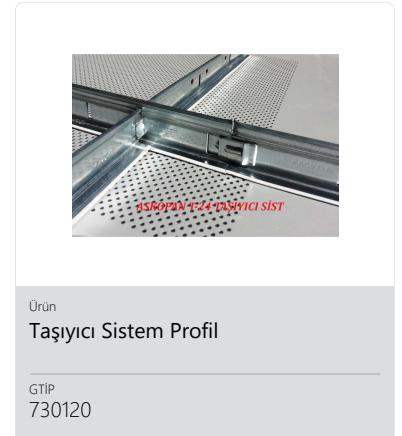 ASKOPAN T-24 TAŞIYICI SİST
Ürün
Taşıyıcı Sistem Profil
GTİP
730120